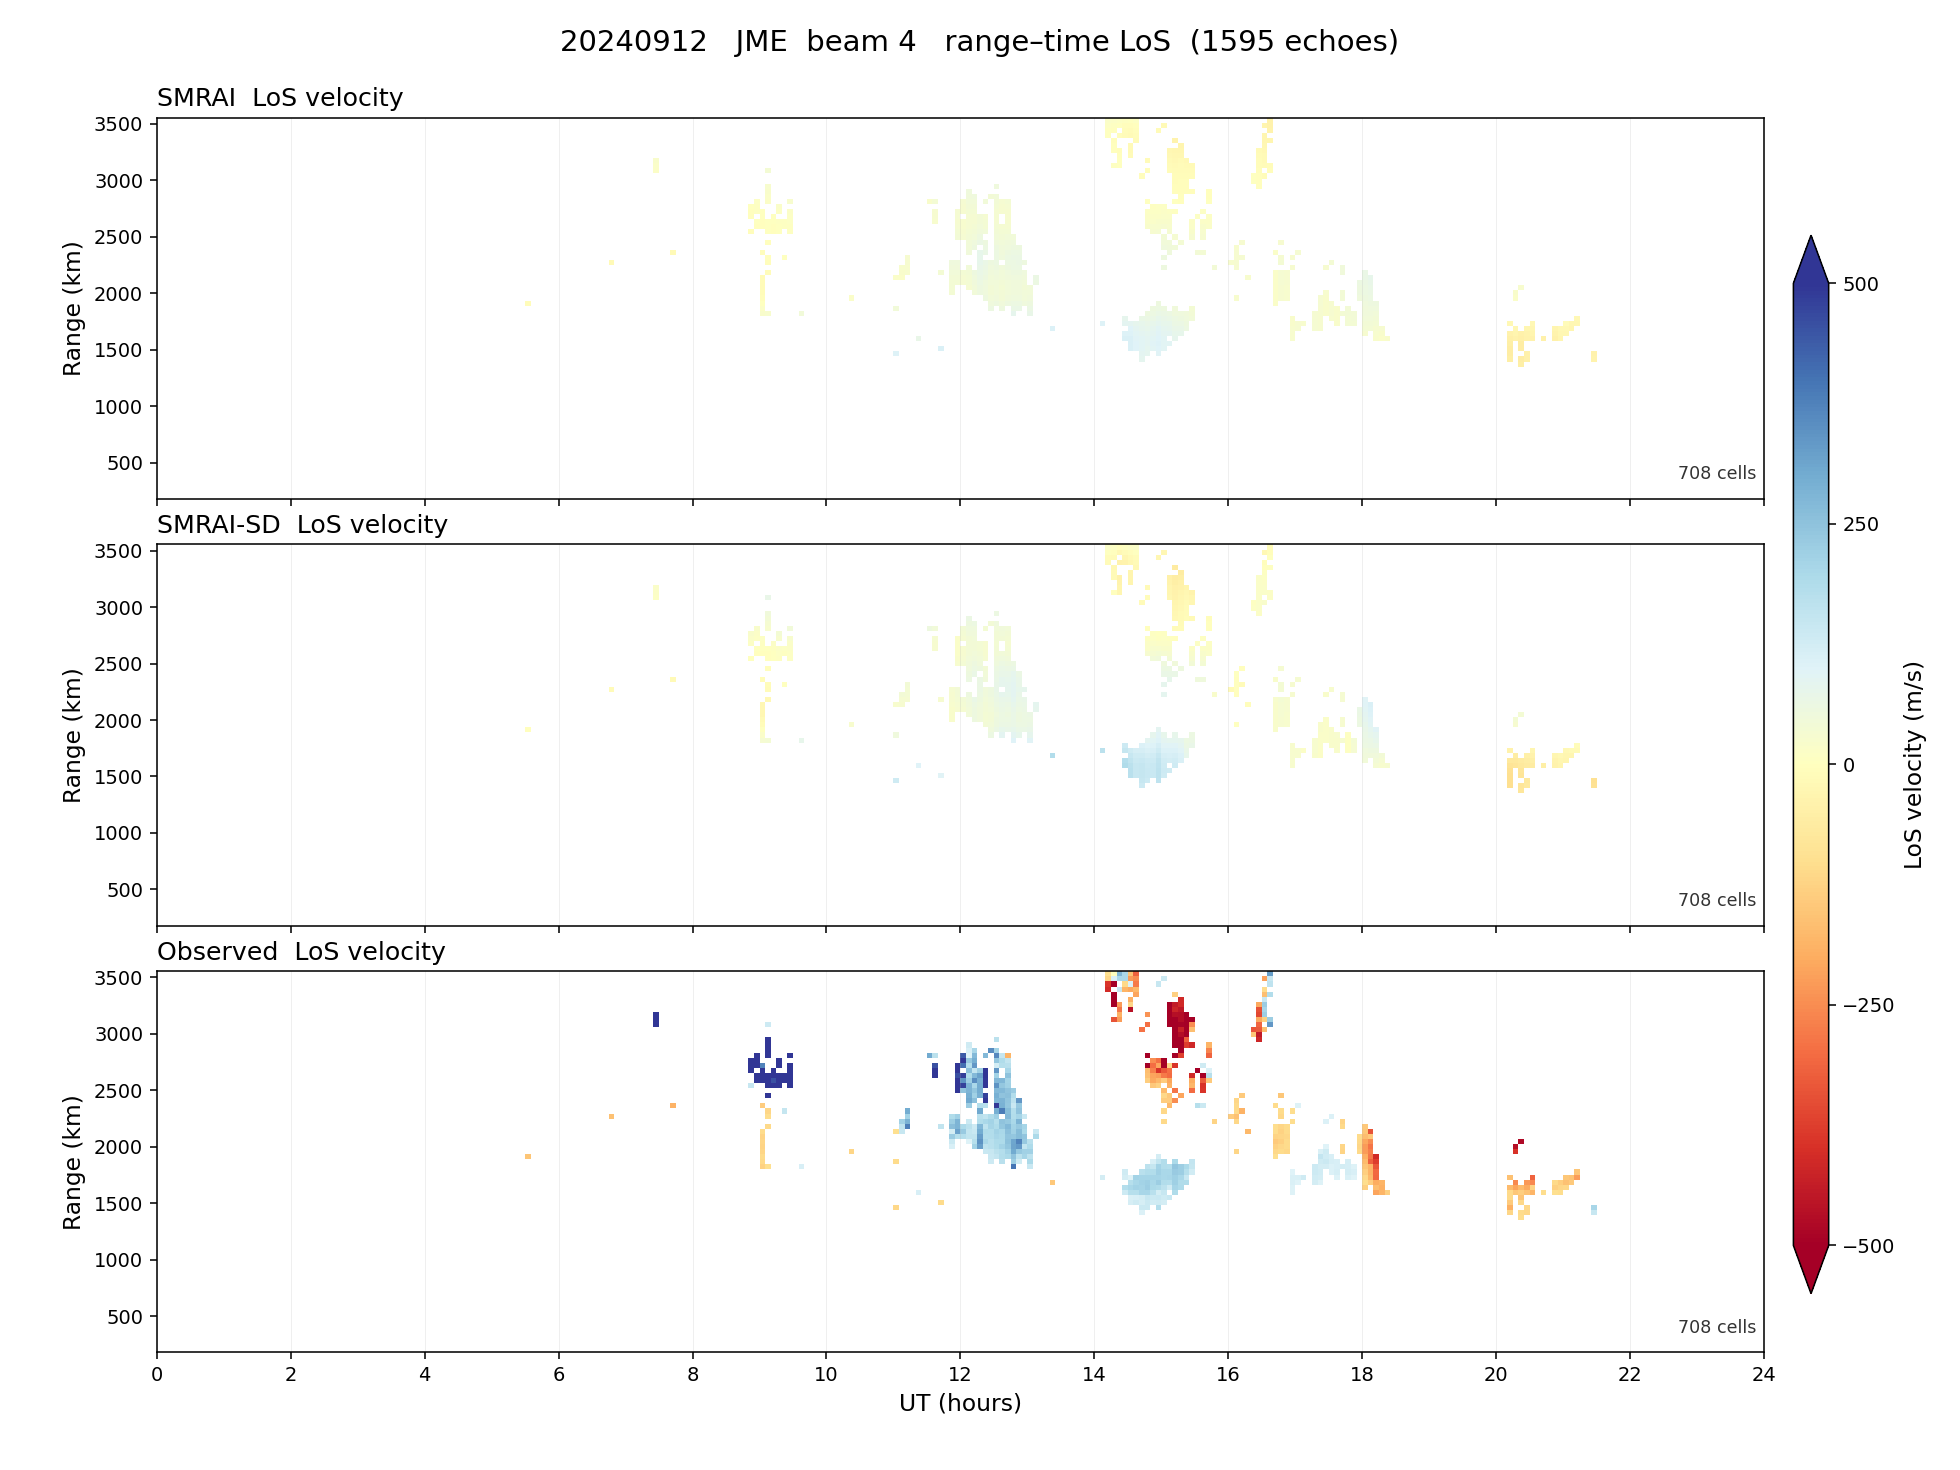 20240912   JME  beam 4   range–time LoS  (1595 echoes)
SMRAI  LoS velocity
3500
3000
2500
2000
1500
1000
500
Range (km)
708 cells
SMRAI-SD  LoS velocity
3500
3000
2500
2000
1500
1000
500
Range (km)
708 cells
Observed  LoS velocity
3500
3000
2500
2000
1500
1000
500
Range (km)
708 cells
0 2 4 6 8 10 12 14 16 18 20 22 24
UT (hours)
500
250
0
−250
−500
LoS velocity (m/s)